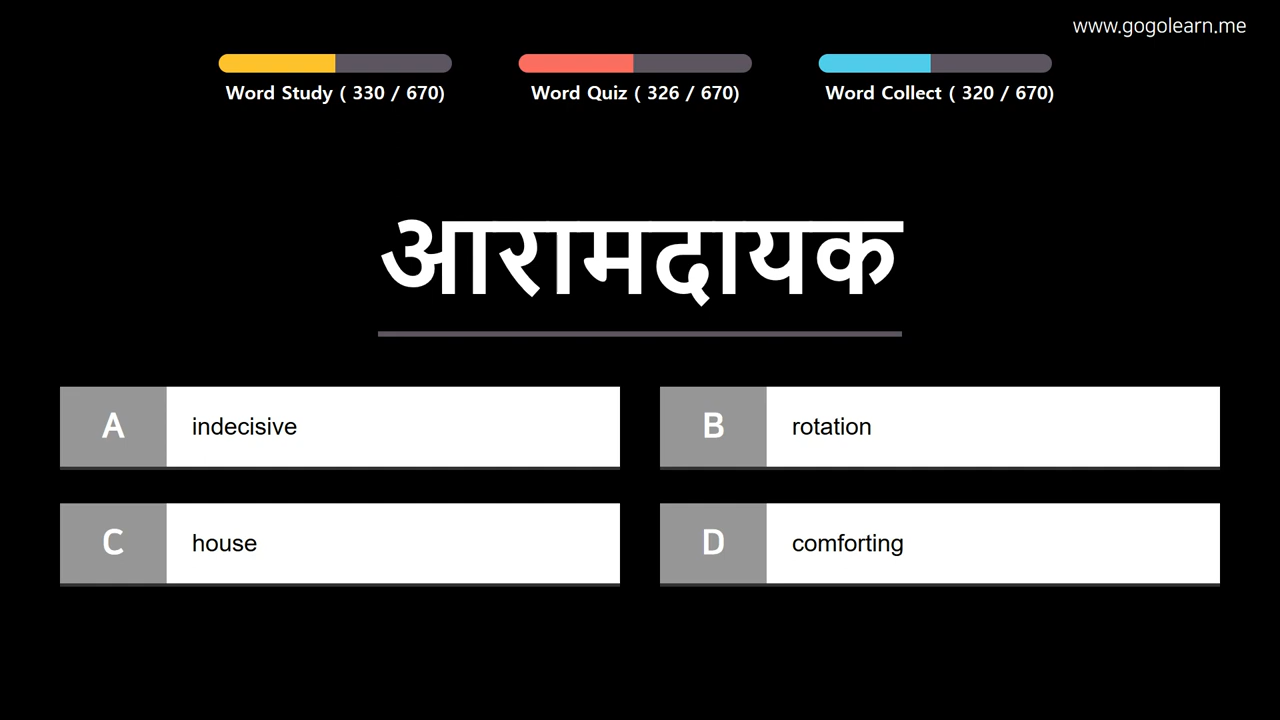 www.gogolearn.me
Word Study ( 330 / 670)
Word Quiz ( 326 / 670)
Word Collect ( 320 / 670)
आरामदायक
A indecisive
B rotation
C house
D comforting